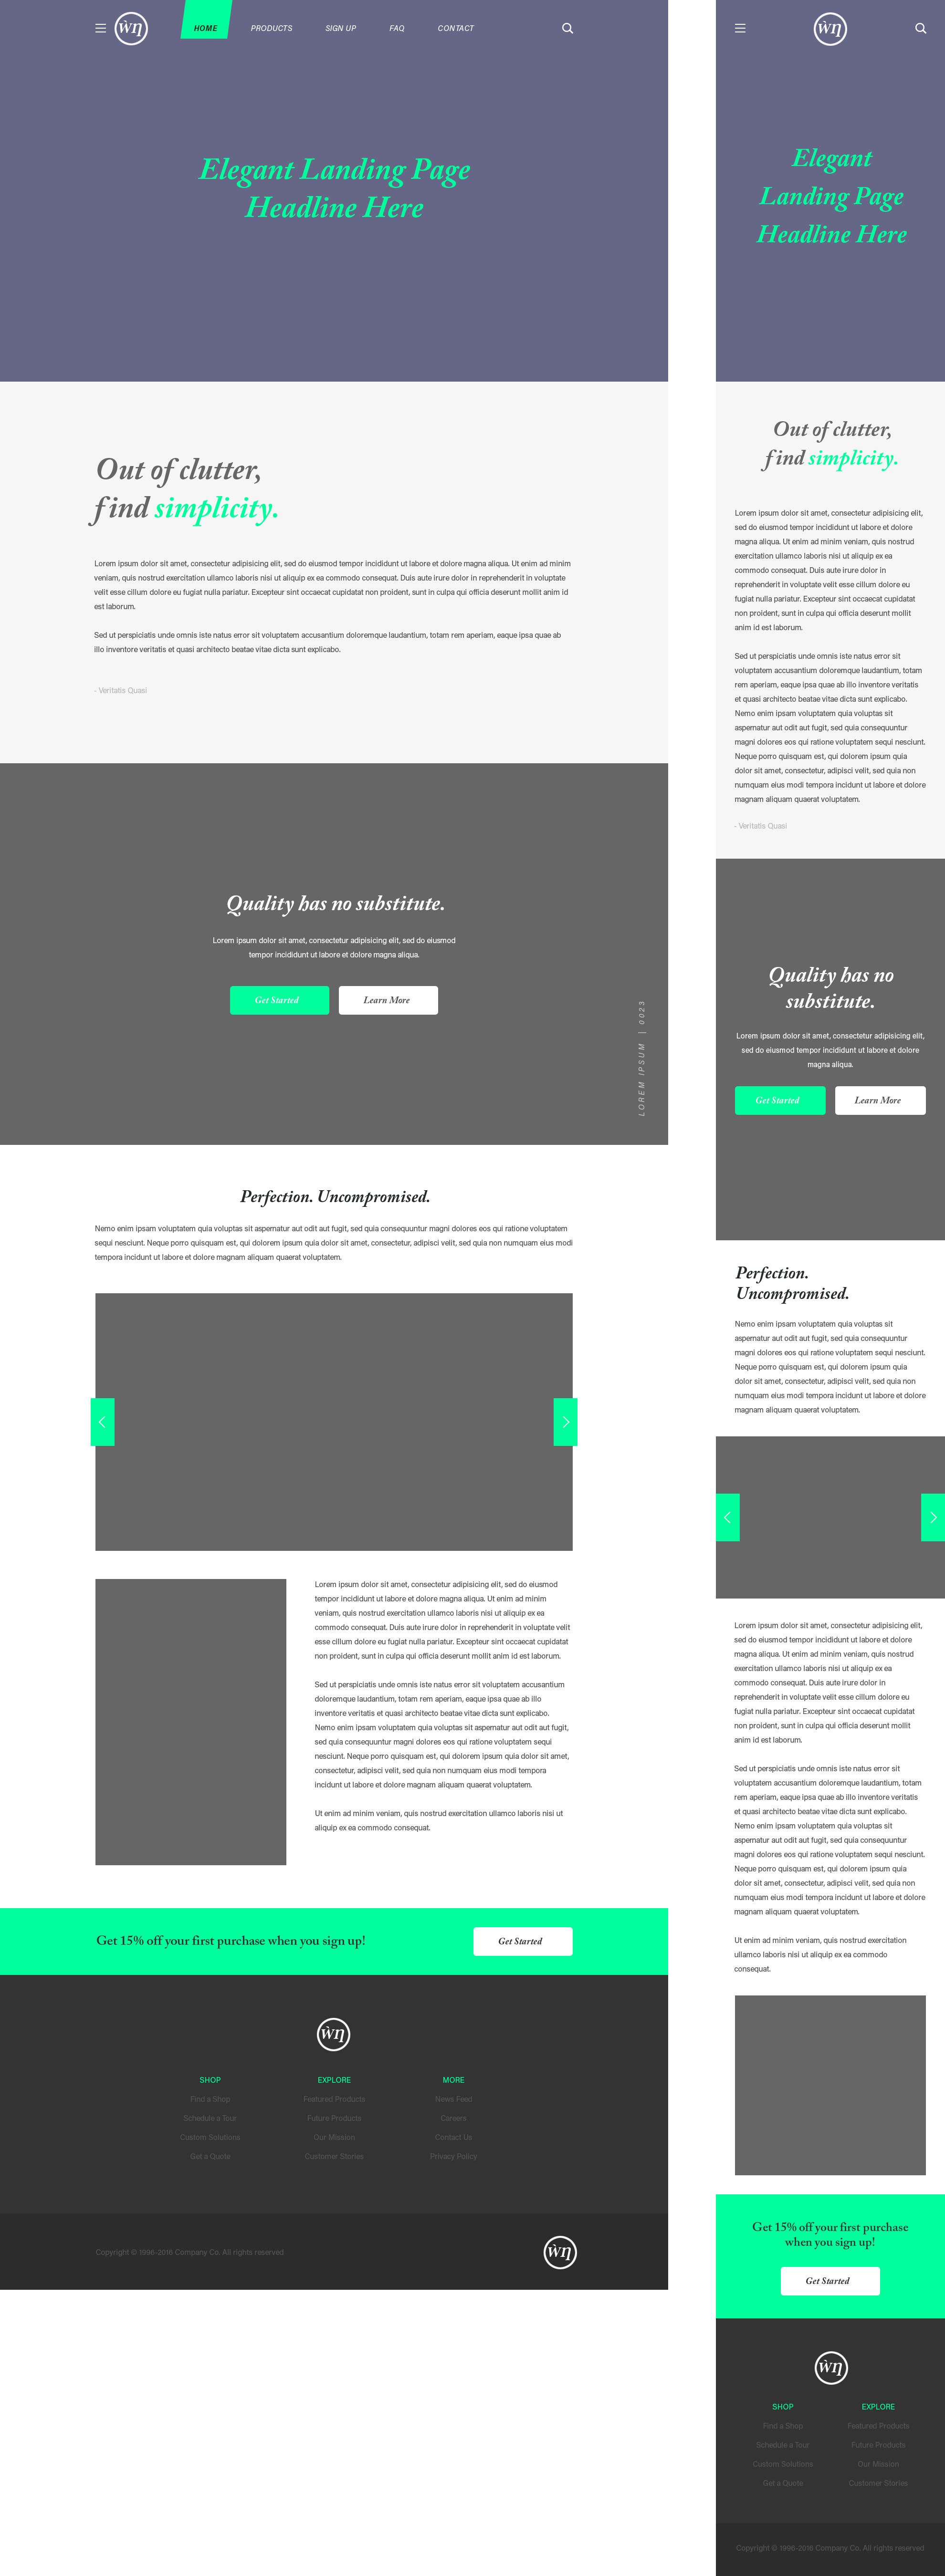 HOME PRODUCTS SIGN UP FAQ CONTACT
Elegant Landing Page
Headline Here
Out of clutter,
find simplicity.
Lorem ipsum dolor sit amet, consectetur adipisicing elit, sed do eiusmod tempor incididunt ut labore et dolore magna aliqua. Ut enim ad minim
veniam, quis nostrud exercitation ullamco laboris nisi ut aliquip ex ea commodo consequat. Duis aute irure dolor in reprehenderit in voluptate
velit esse cillum dolore eu fugiat nulla pariatur. Excepteur sint occaecat cupidatat non proident, sunt in culpa qui officia deserunt mollit anim id
est laborum.
Sed ut perspiciatis unde omnis iste natus error sit voluptatem accusantium doloremque laudantium, totam rem aperiam, eaque ipsa quae ab
illo inventore veritatis et quasi architecto beatae vitae dicta sunt explicabo.
- Veritatis Quasi
Quality has no substitute.
Lorem ipsum dolor sit amet, consectetur adipisicing elit, sed do eiusmod
tempor incididunt ut labore et dolore magna aliqua.
Get Started Learn More
LOREM IPSUM | 0023
Perfection. Uncompromised.
Nemo enim ipsam voluptatem quia voluptas sit aspernatur aut odit aut fugit, sed quia consequuntur magni dolores eos qui ratione voluptatem
sequi nesciunt. Neque porro quisquam est, qui dolorem ipsum quia dolor sit amet, consectetur, adipisci velit, sed quia non numquam eius modi
tempora incidunt ut labore et dolore magnam aliquam quaerat voluptatem.
Lorem ipsum dolor sit amet, consectetur adipisicing elit, sed do eiusmod
tempor incididunt ut labore et dolore magna aliqua. Ut enim ad minim
veniam, quis nostrud exercitation ullamco laboris nisi ut aliquip ex ea
commodo consequat. Duis aute irure dolor in reprehenderit in voluptate velit
esse cillum dolore eu fugiat nulla pariatur. Excepteur sint occaecat cupidatat
non proident, sunt in culpa qui officia deserunt mollit anim id est laborum.
Sed ut perspiciatis unde omnis iste natus error sit voluptatem accusantium
doloremque laudantium, totam rem aperiam, eaque ipsa quae ab illo
inventore veritatis et quasi architecto beatae vitae dicta sunt explicabo.
Nemo enim ipsam voluptatem quia voluptas sit aspernatur aut odit aut fugit,
sed quia consequuntur magni dolores eos qui ratione voluptatem sequi
nesciunt. Neque porro quisquam est, qui dolorem ipsum quia dolor sit amet,
consectetur, adipisci velit, sed quia non numquam eius modi tempora
incidunt ut labore et dolore magnam aliquam quaerat voluptatem.
Ut enim ad minim veniam, quis nostrud exercitation ullamco laboris nisi ut
aliquip ex ea commodo consequat.
Get 15% off your first purchase when you sign up!
Get Started
SHOP EXPLORE MORE
Find a Shop Featured Products News Feed
Schedule a Tour Future Products Careers
Custom Solutions Our Mission Contact Us
Get a Quote Customer Stories Privacy Policy
Copyright © 1996-2016 Company Co. All rights reserved
Elegant
Landing Page
Headline Here
Out of clutter,
find simplicity.
Lorem ipsum dolor sit amet, consectetur adipisicing elit,
sed do eiusmod tempor incididunt ut labore et dolore
magna aliqua. Ut enim ad minim veniam, quis nostrud
exercitation ullamco laboris nisi ut aliquip ex ea
commodo consequat. Duis aute irure dolor in
reprehenderit in voluptate velit esse cillum dolore eu
fugiat nulla pariatur. Excepteur sint occaecat cupidatat
non proident, sunt in culpa qui officia deserunt mollit
anim id est laborum.
Sed ut perspiciatis unde omnis iste natus error sit
voluptatem accusantium doloremque laudantium, totam
rem aperiam, eaque ipsa quae ab illo inventore veritatis
et quasi architecto beatae vitae dicta sunt explicabo.
Nemo enim ipsam voluptatem quia voluptas sit
aspernatur aut odit aut fugit, sed quia consequuntur
magni dolores eos qui ratione voluptatem sequi nesciunt.
Neque porro quisquam est, qui dolorem ipsum quia
dolor sit amet, consectetur, adipisci velit, sed quia non
numquam eius modi tempora incidunt ut labore et dolore
magnam aliquam quaerat voluptatem.
- Veritatis Quasi
Quality has no
substitute.
Lorem ipsum dolor sit amet, consectetur adipisicing elit,
sed do eiusmod tempor incididunt ut labore et dolore
magna aliqua.
Get Started Learn More
Perfection.
Uncompromised.
Nemo enim ipsam voluptatem quia voluptas sit
aspernatur aut odit aut fugit, sed quia consequuntur
magni dolores eos qui ratione voluptatem sequi nesciunt.
Neque porro quisquam est, qui dolorem ipsum quia
dolor sit amet, consectetur, adipisci velit, sed quia non
numquam eius modi tempora incidunt ut labore et dolore
magnam aliquam quaerat voluptatem.
Lorem ipsum dolor sit amet, consectetur adipisicing elit,
sed do eiusmod tempor incididunt ut labore et dolore
magna aliqua. Ut enim ad minim veniam, quis nostrud
exercitation ullamco laboris nisi ut aliquip ex ea
commodo consequat. Duis aute irure dolor in
reprehenderit in voluptate velit esse cillum dolore eu
fugiat nulla pariatur. Excepteur sint occaecat cupidatat
non proident, sunt in culpa qui officia deserunt mollit
anim id est laborum.
Sed ut perspiciatis unde omnis iste natus error sit
voluptatem accusantium doloremque laudantium, totam
rem aperiam, eaque ipsa quae ab illo inventore veritatis
et quasi architecto beatae vitae dicta sunt explicabo.
Nemo enim ipsam voluptatem quia voluptas sit
aspernatur aut odit aut fugit, sed quia consequuntur
magni dolores eos qui ratione voluptatem sequi nesciunt.
Neque porro quisquam est, qui dolorem ipsum quia
dolor sit amet, consectetur, adipisci velit, sed quia non
numquam eius modi tempora incidunt ut labore et dolore
magnam aliquam quaerat voluptatem.
Ut enim ad minim veniam, quis nostrud exercitation
ullamco laboris nisi ut aliquip ex ea commodo
consequat.
Get 15% off your first purchase
when you sign up!
Get Started
SHOP EXPLORE
Find a Shop Featured Products
Schedule a Tour Future Products
Custom Solutions Our Mission
Get a Quote Customer Stories
Copyright © 1996-2016 Company Co. All rights reserved